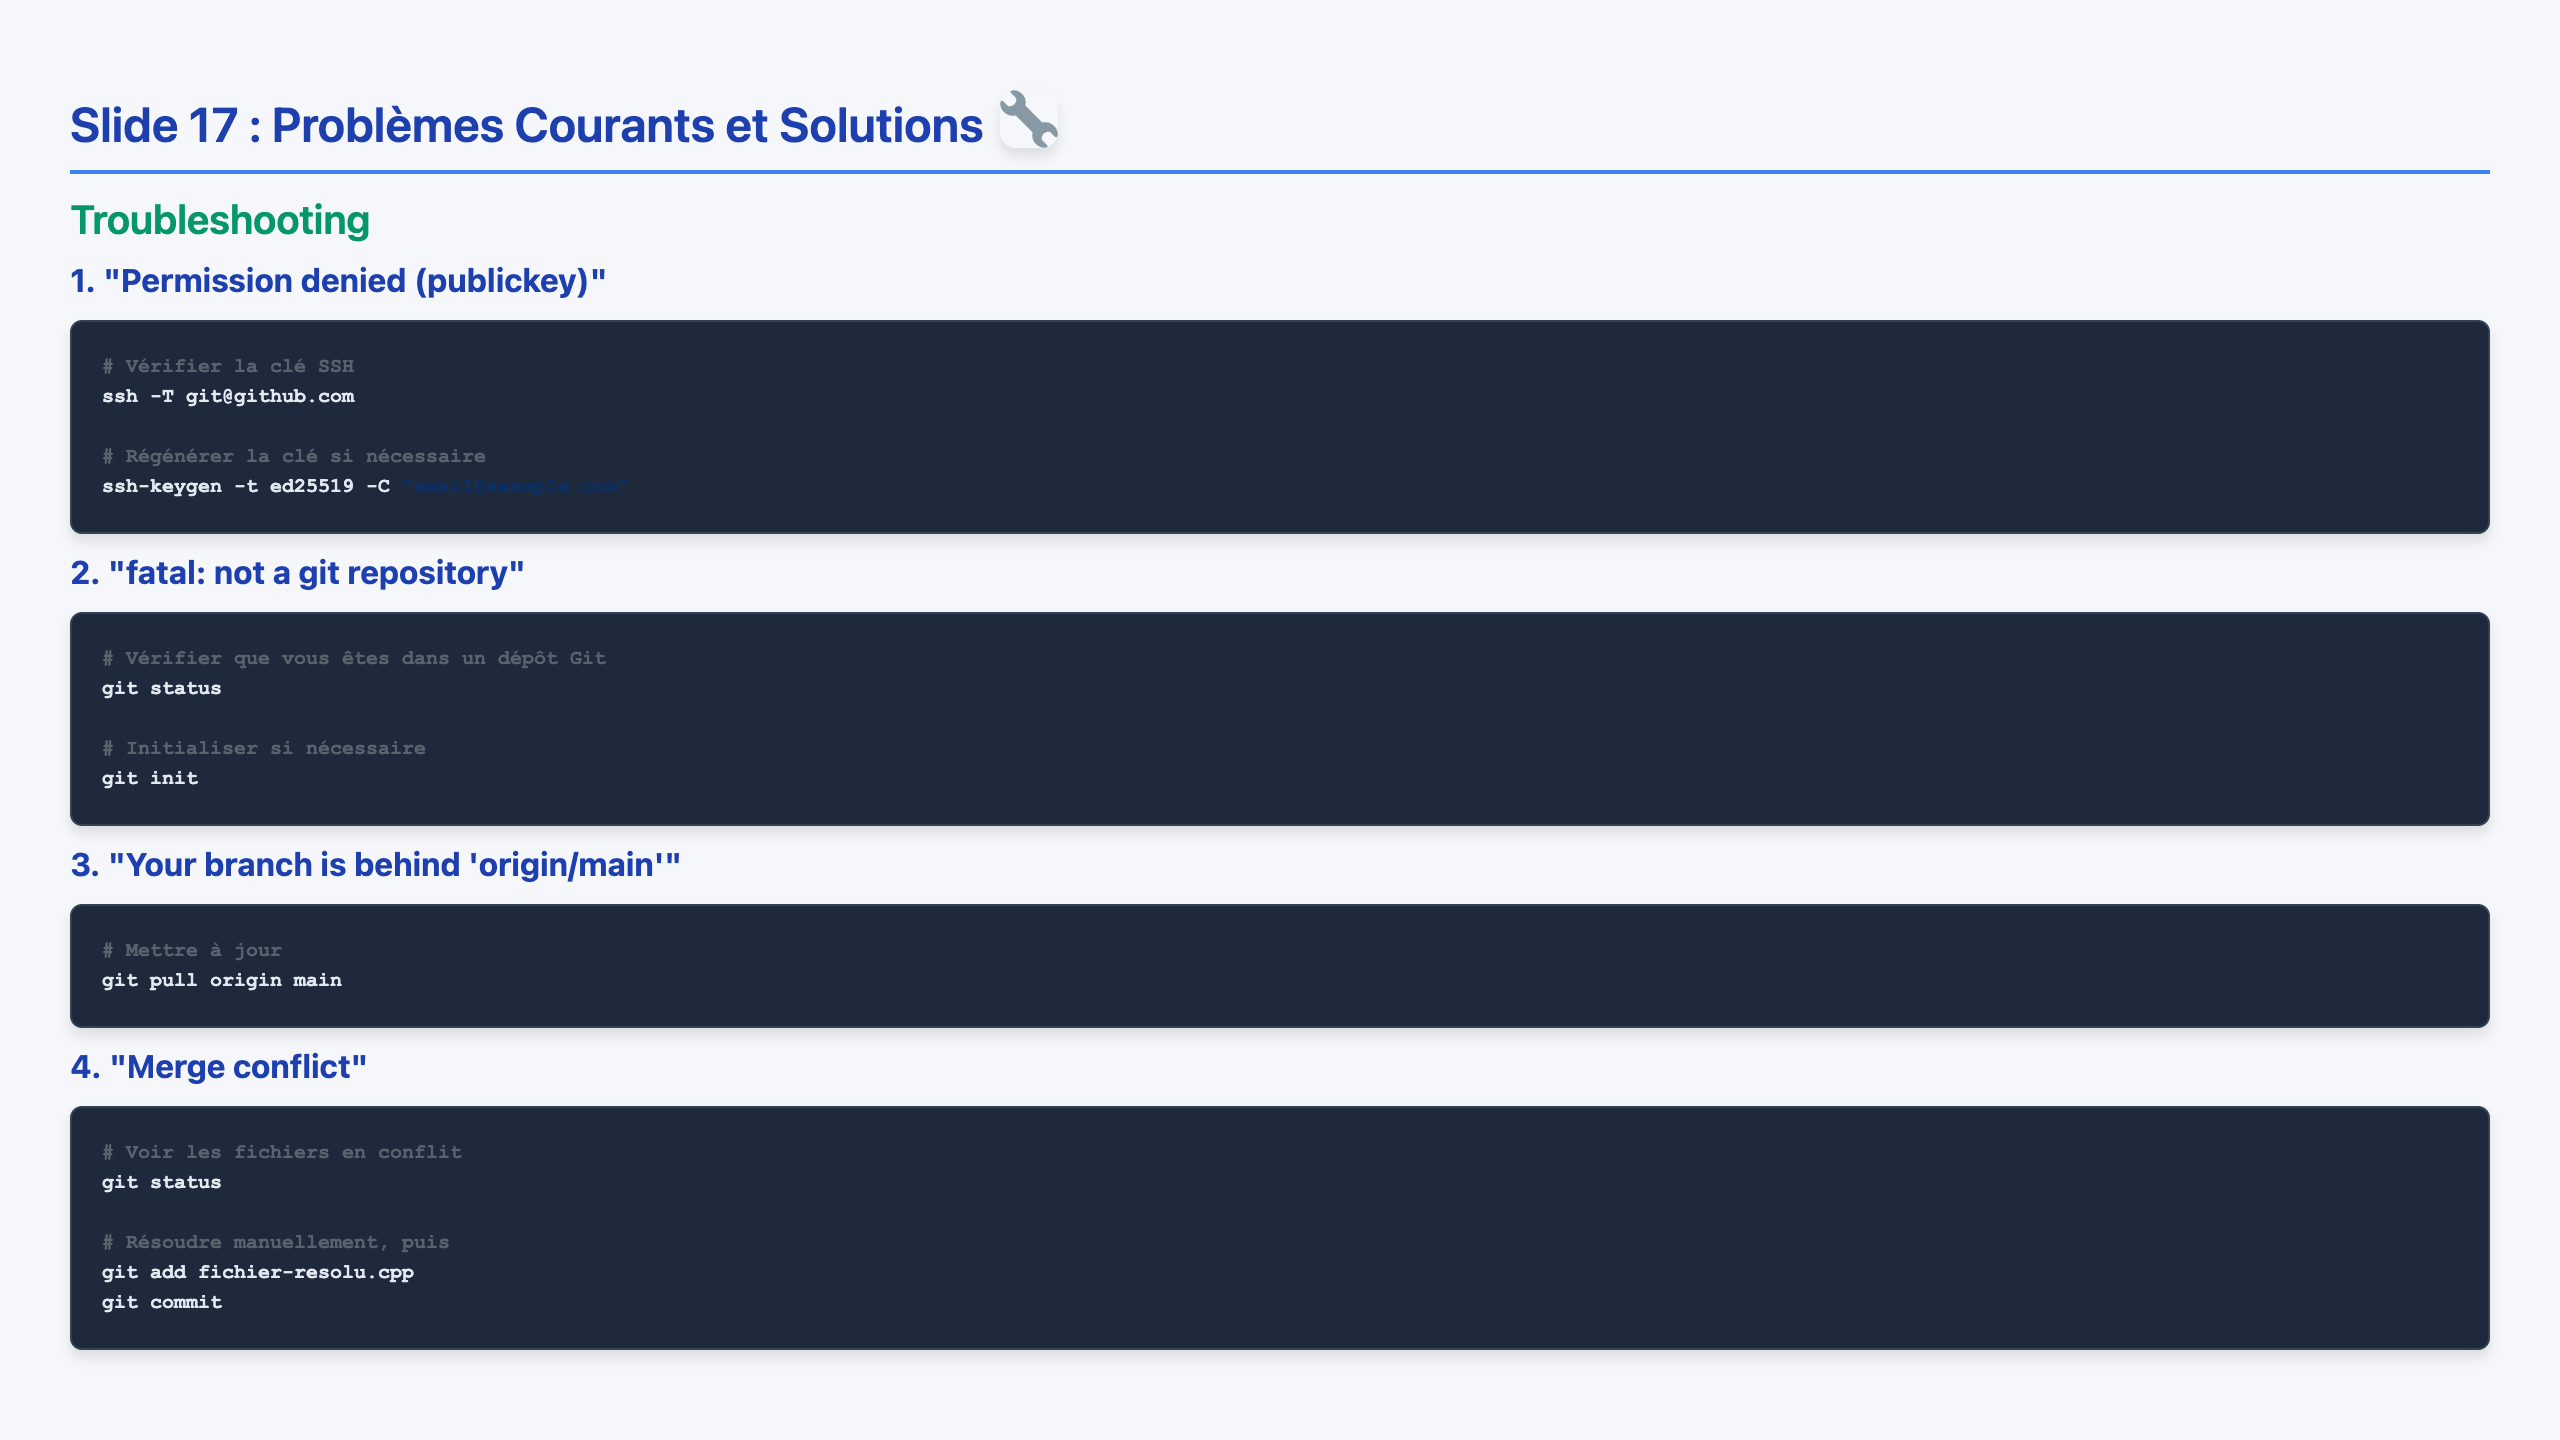 Slide 17 : Problèmes Courants et Solutions
Troubleshooting
1. "Permission denied (publickey)"
# Vérifier la clé SSH
ssh -T git@github.com
# Régénérer la clé si nécessaire
ssh-keygen -t ed25519 -C "email@example.com"
2. "fatal: not a git repository"
# Vérifier que vous êtes dans un dépôt Git
git status
# Initialiser si nécessaire
git init
3. "Your branch is behind 'origin/main'"
# Mettre à jour
git pull origin main
4. "Merge conflict"
# Voir les fichiers en conflit
git status
# Résoudre manuellement, puis
git add fichier-resolu.cpp
git commit